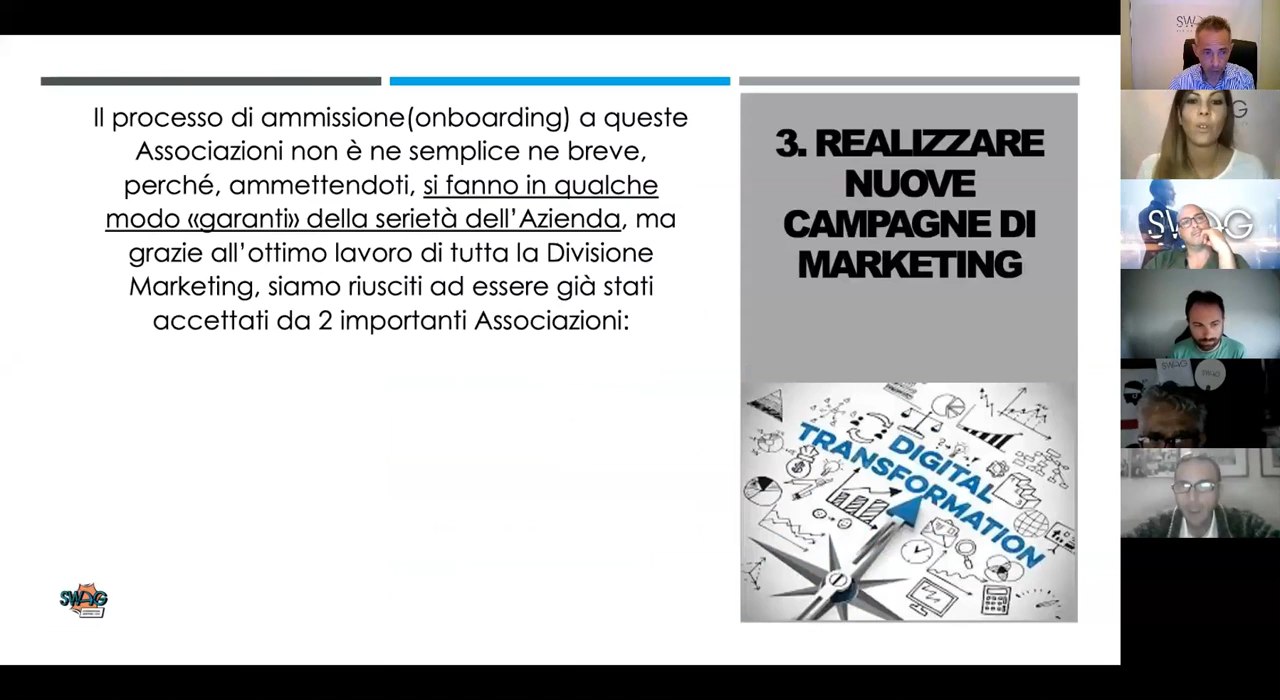 Il processo di ammissione(onboarding) a queste
Associazioni non è ne semplice ne breve,
perché, ammettendoti, si fanno in qualche
modo «garanti» della serietà dell'Azienda, ma
grazie all'ottimo lavoro di tutta la Divisione
Marketing, siamo riusciti ad essere già stati
accettati da 2 importanti Associazioni:
3. REALIZZARE
NUOVE
CAMPAGNE DI
MARKETING
DIGITAL
TRANSFORMATION
SWAG
SWAG
SWAG